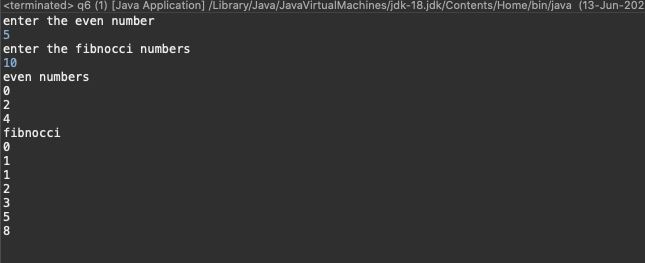 <terminated> q6 (1) [Java Application] /Library/Java/JavaVirtualMachines/jdk-18.jdk/Contents/Home/bin/java (13-Jun-202
enter the even number
5
enter the fibnocci numbers
10
even numbers
0
2
4
fibnocci
0
1
1
2
3
5
8